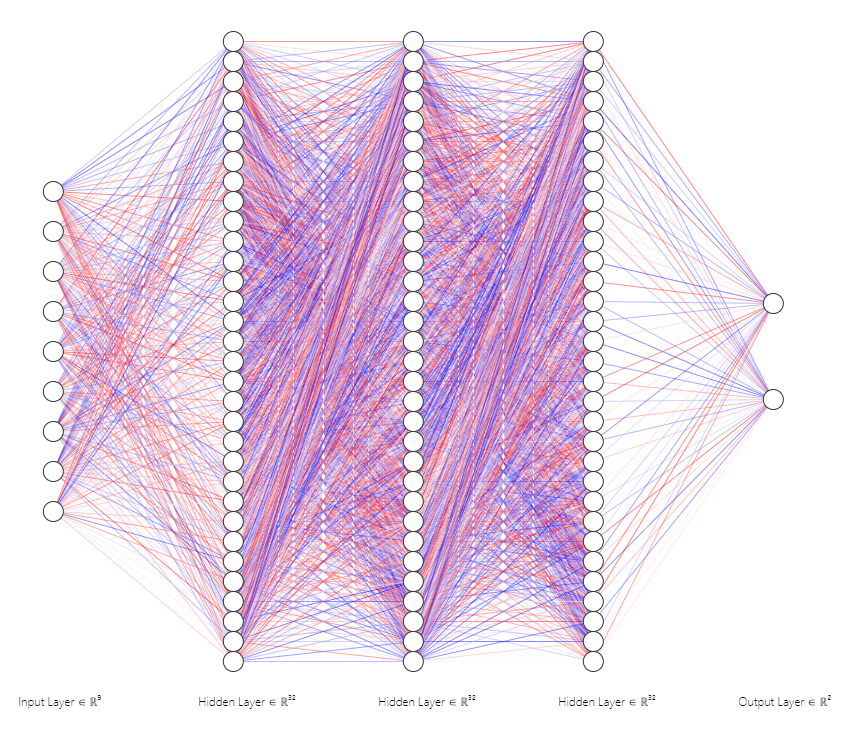 Input Layer ∈ ℝ⁹
Hidden Layer ∈ ℝ³²
Hidden Layer ∈ ℝ³²
Hidden Layer ∈ ℝ³²
Output Layer ∈ ℝ²